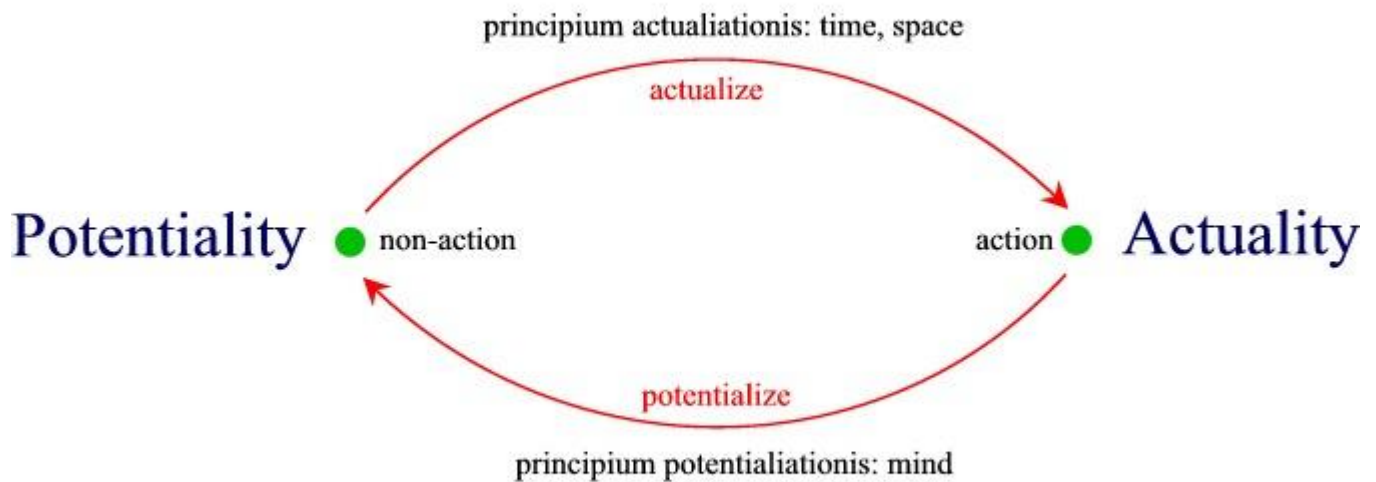 principium actualiationis: time, space
actualize
Potentiality non-action action Actuality
potentialize
principium potentialiationis: mind